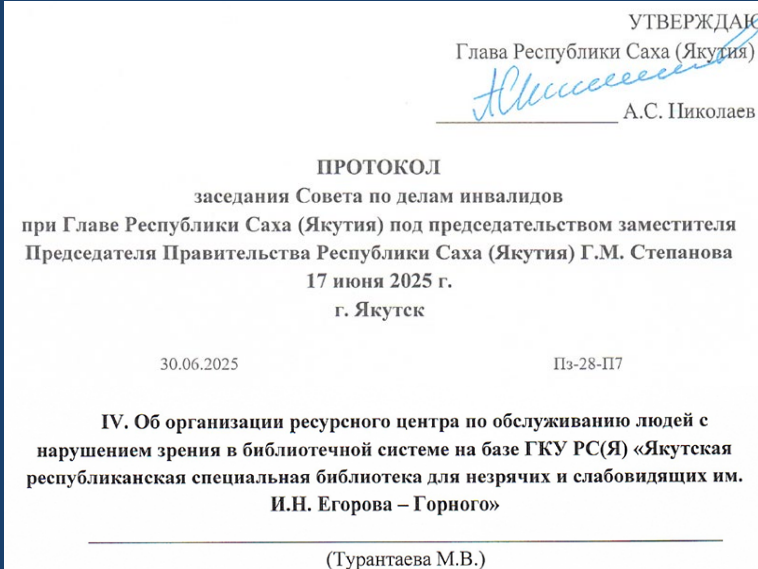 УТВЕРЖДАЮ
Глава Республики Саха (Якутия)
А.С. Николаев
ПРОТОКОЛ
заседания Совета по делам инвалидов
при Главе Республики Саха (Якутия) под председательством заместителя
Председателя Правительства Республики Саха (Якутия) Г.М. Степанова
17 июня 2025 г.
г. Якутск
30.06.2025 Пз-28-П7
IV. Об организации ресурсного центра по обслуживанию людей с
нарушением зрения в библиотечной системе на базе ГКУ РС(Я) «Якутская
республиканская специальная библиотека для незрячих и слабовидящих им.
И.Н. Егорова – Горного»
(Турантаева М.В.)